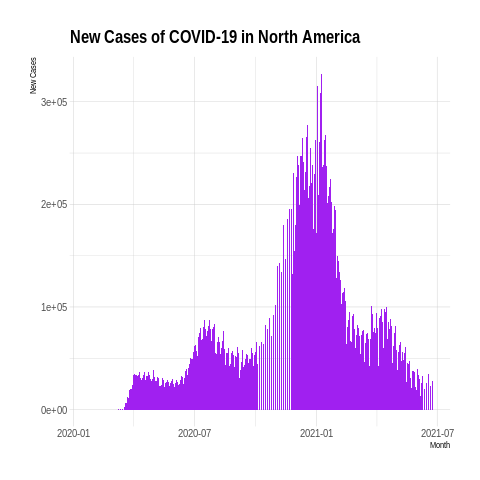 New Cases of COVID-19 in North America
New Cases
3e+05
2e+05
1e+05
0e+00
2020-01 2020-07 2021-01 2021-07
Month